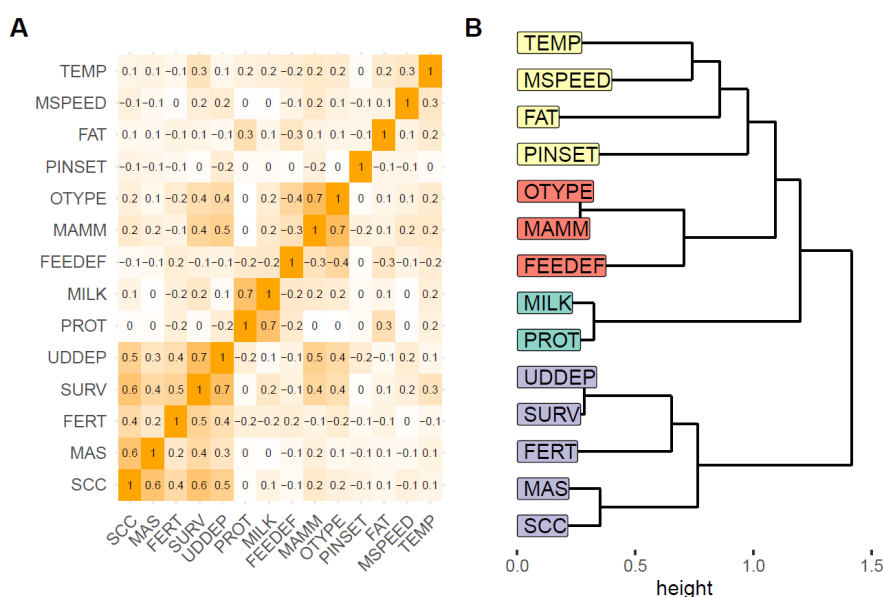 A
TEMP 0.1 0.1 −0.1 0.3 0.1 0.2 0.2 −0.2 0.2 0.2 0 0.2 0.3 1
MSPEED −0.1 −0.1 0 0.2 0.2 0 0 −0.1 0.2 0.1 −0.1 0.1 1 0.3
FAT 0.1 0.1 −0.1 0.1 −0.1 0.3 0.1 −0.3 0.1 0.1 −0.1 1 0.1 0.2
PINSET −0.1 −0.1 −0.1 0 −0.2 0 0 0 −0.2 0 1 −0.1 −0.1 0
OTYPE 0.2 0.1 −0.2 0.4 0.4 0 0.2 −0.4 0.7 1 0 0.1 0.1 0.2
MAMM 0.2 0.2 −0.1 0.4 0.5 0 0.2 −0.3 1 0.7 −0.2 0.1 0.2 0.2
FEEDEF −0.1 −0.1 0.2 −0.1 −0.1 −0.2 −0.2 1 −0.3 −0.4 0 −0.3 −0.1 −0.2
MILK 0.1 0 −0.2 0.2 0.1 0.7 1 −0.2 0.2 0.2 0 0.1 0 0.2
PROT 0 0 −0.2 0 −0.2 1 0.7 −0.2 0 0 0 0.3 0 0.2
UDDEP 0.5 0.3 0.4 0.7 1 −0.2 0.1 −0.1 0.5 0.4 −0.2 −0.1 0.2 0.1
SURV 0.6 0.4 0.5 1 0.7 0 0.2 −0.1 0.4 0.4 0 0.1 0.2 0.3
FERT 0.4 0.2 1 0.5 0.4 −0.2 −0.2 0.2 −0.1 −0.2 −0.1 −0.1 0 −0.1
MAS 0.6 1 0.2 0.4 0.3 0 0 −0.1 0.2 0.1 −0.1 0.1 −0.1 0.1
SCC 1 0.6 0.4 0.6 0.5 0 0.1 −0.1 0.2 0.2 −0.1 0.1 −0.1 0.1
SCC MAS FERT SURV UDDEP PROT MILK FEEDEF MAMM OTYPE PINSET FAT MSPEED TEMP
B
TEMP
MSPEED
FAT
PINSET
OTYPE
MAMM
FEEDEF
MILK
PROT
UDDEP
SURV
FERT
MAS
SCC
0.0 0.5 1.0 1.5
height